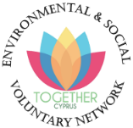 ENVIRONMENTAL & SOCIAL
TOGETHER
CYPRUS
VOLUNTARY NETWORK